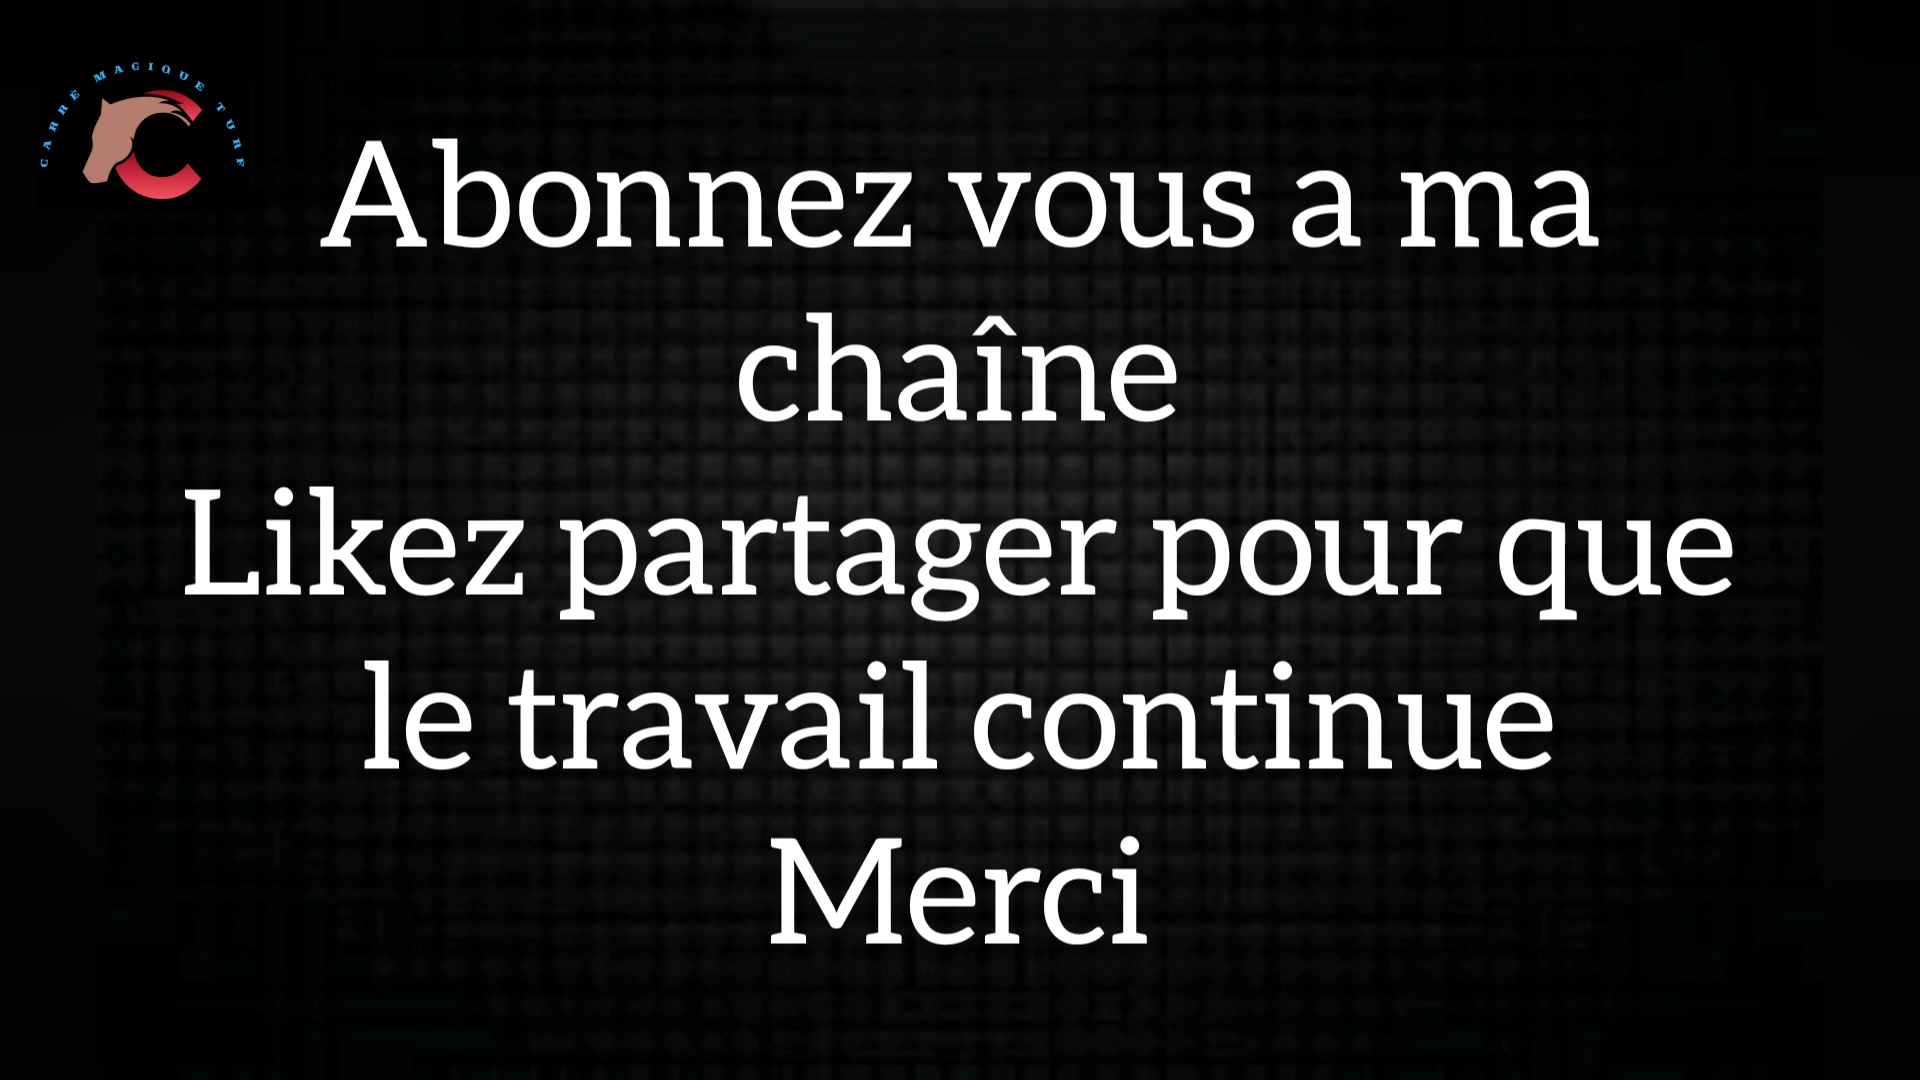 CARRÉ MAGIQUE TURF
Abonnez vous a ma
chaîne
Likez partager pour que
le travail continue
Merci